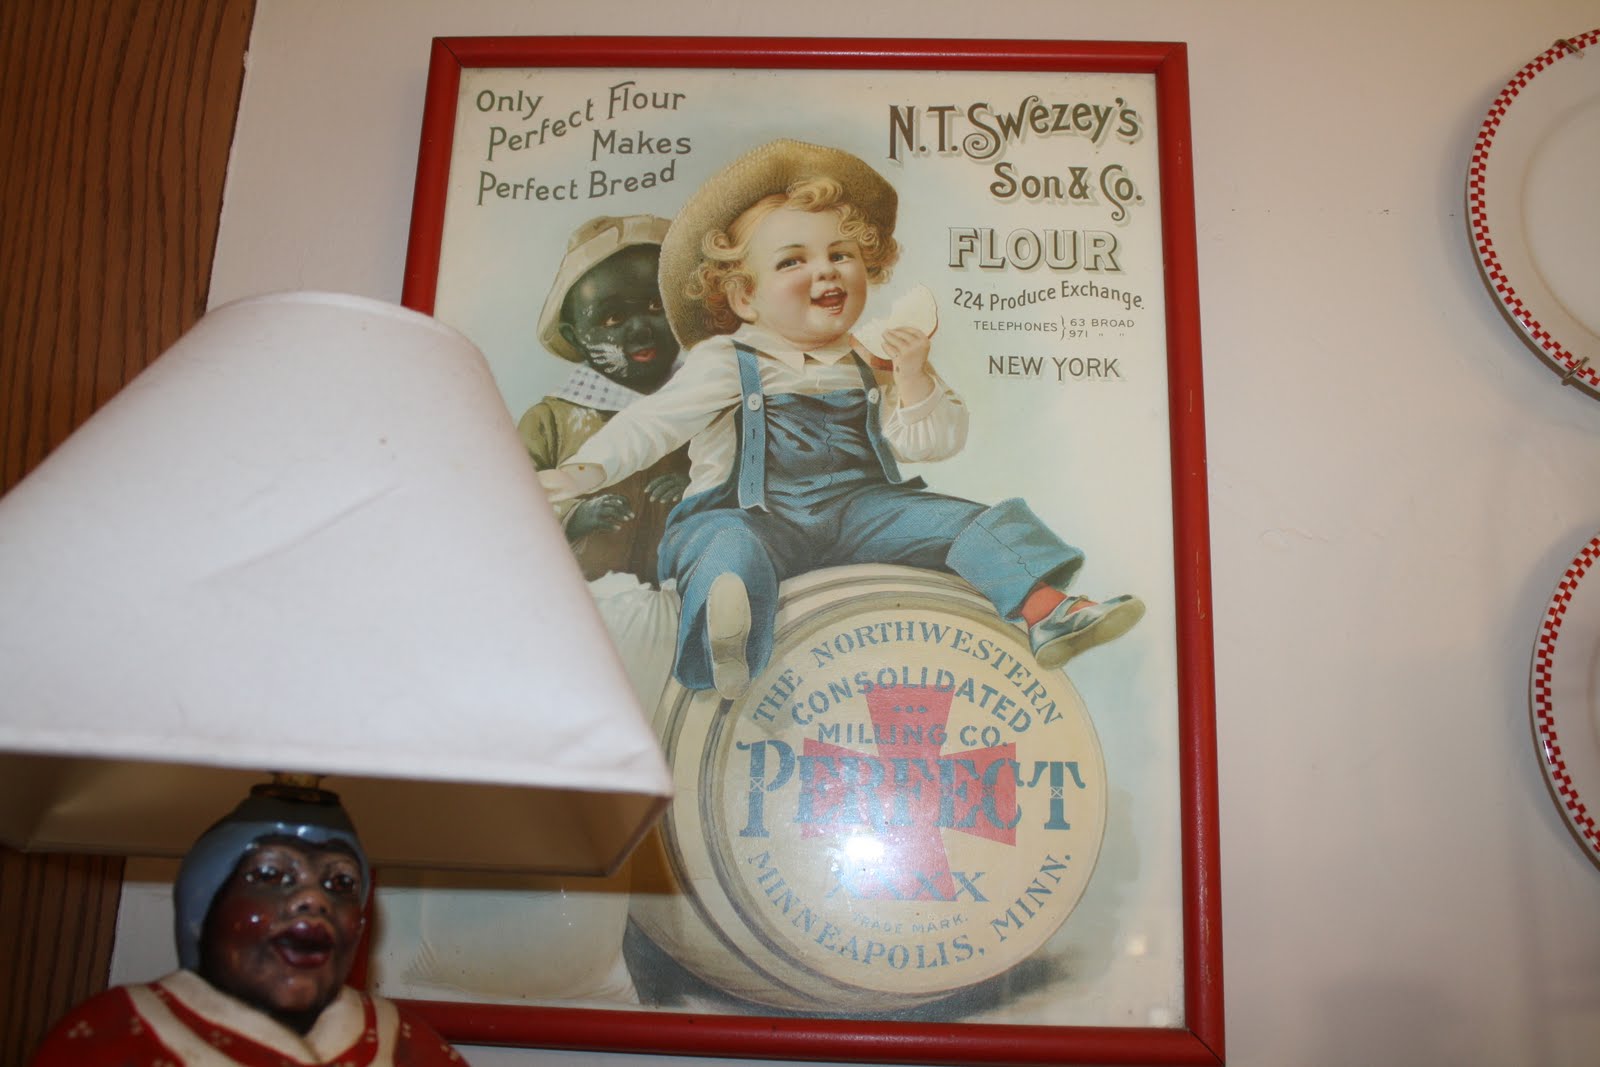 Only
Perfect Flour
Makes
Perfect Bread
N.T. Swezey's
Son & Co.
FLOUR
224 Produce Exchange.
TELEPHONES } 63 BROAD
971 " "
NEW YORK
THE NORTHWESTERN
CONSOLIDATED
MILLING CO.
PERFECT
XXXX
TRADE MARK.
MINNEAPOLIS, MINN.